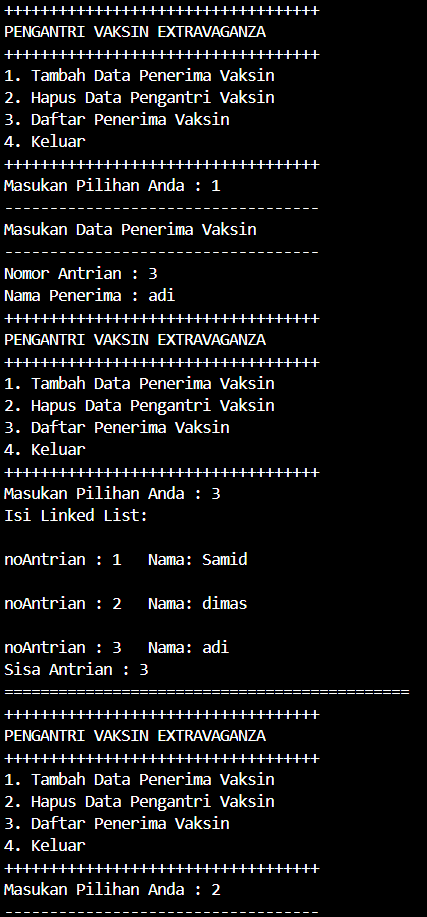 +++++++++++++++++++++++++++++++++++
PENGANTRI VAKSIN EXTRAVAGANZA
+++++++++++++++++++++++++++++++++++
1. Tambah Data Penerima Vaksin
2. Hapus Data Pengantri Vaksin
3. Daftar Penerima Vaksin
4. Keluar
+++++++++++++++++++++++++++++++++++
Masukan Pilihan Anda : 1
-----------------------------------
Masukan Data Penerima Vaksin
-----------------------------------
Nomor Antrian : 3
Nama Penerima : adi
+++++++++++++++++++++++++++++++++++
PENGANTRI VAKSIN EXTRAVAGANZA
+++++++++++++++++++++++++++++++++++
1. Tambah Data Penerima Vaksin
2. Hapus Data Pengantri Vaksin
3. Daftar Penerima Vaksin
4. Keluar
+++++++++++++++++++++++++++++++++++
Masukan Pilihan Anda : 3
Isi Linked List:
noAntrian : 1   Nama: Samid
noAntrian : 2   Nama: dimas
noAntrian : 3   Nama: adi
Sisa Antrian : 3
=============================================
+++++++++++++++++++++++++++++++++++
PENGANTRI VAKSIN EXTRAVAGANZA
+++++++++++++++++++++++++++++++++++
1. Tambah Data Penerima Vaksin
2. Hapus Data Pengantri Vaksin
3. Daftar Penerima Vaksin
4. Keluar
+++++++++++++++++++++++++++++++++++
Masukan Pilihan Anda : 2
-----------------------------------